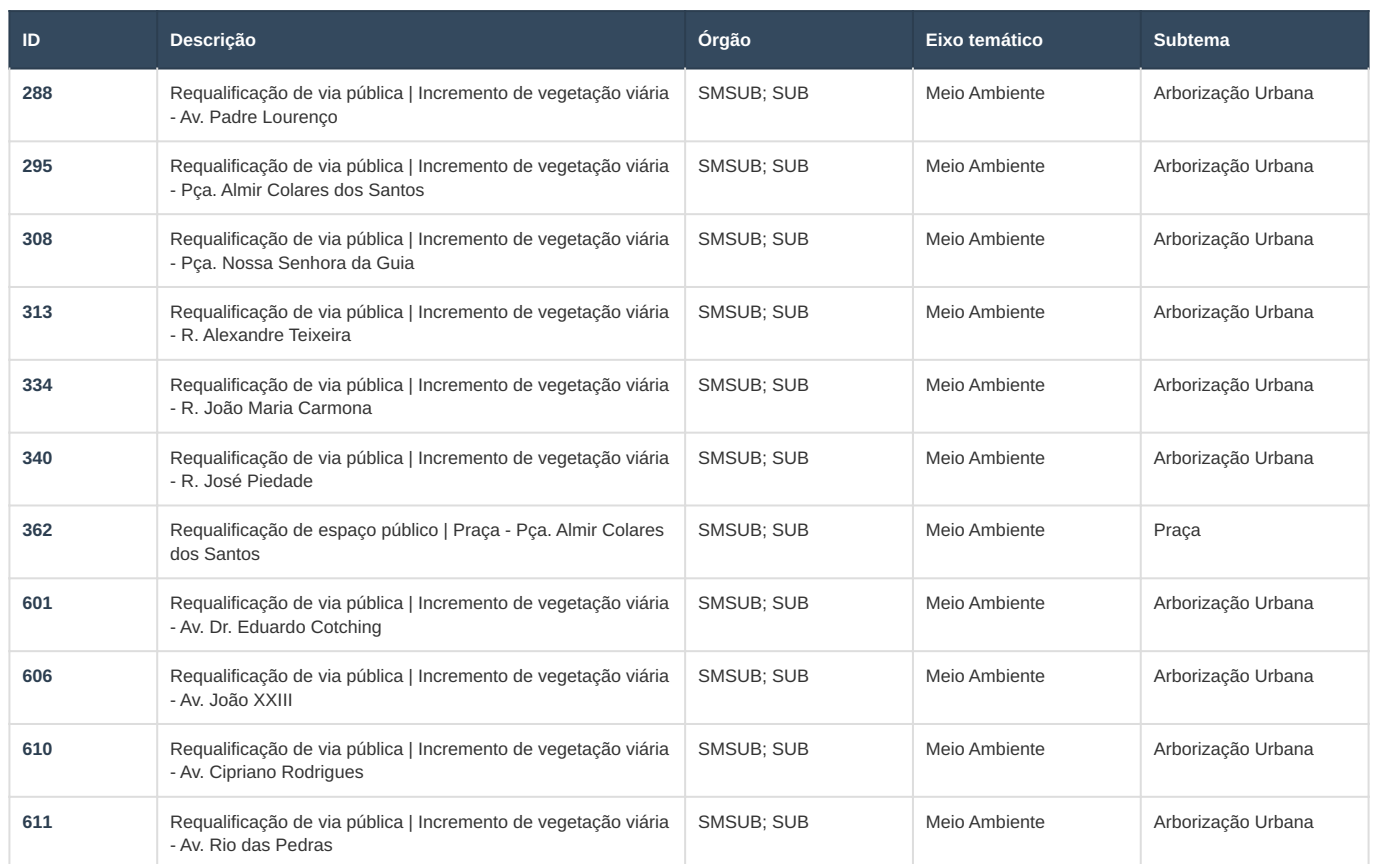 ID Descrição Órgão Eixo temático Subtema
288 Requalificação de via pública | Incremento de vegetação viária SMSUB; SUB Meio Ambiente Arborização Urbana
- Av. Padre Lourenço
295 Requalificação de via pública | Incremento de vegetação viária SMSUB; SUB Meio Ambiente Arborização Urbana
- Pça. Almir Colares dos Santos
308 Requalificação de via pública | Incremento de vegetação viária SMSUB; SUB Meio Ambiente Arborização Urbana
- Pça. Nossa Senhora da Guia
313 Requalificação de via pública | Incremento de vegetação viária SMSUB; SUB Meio Ambiente Arborização Urbana
- R. Alexandre Teixeira
334 Requalificação de via pública | Incremento de vegetação viária SMSUB; SUB Meio Ambiente Arborização Urbana
- R. João Maria Carmona
340 Requalificação de via pública | Incremento de vegetação viária SMSUB; SUB Meio Ambiente Arborização Urbana
- R. José Piedade
362 Requalificação de espaço público | Praça - Pça. Almir Colares SMSUB; SUB Meio Ambiente Praça
dos Santos
601 Requalificação de via pública | Incremento de vegetação viária SMSUB; SUB Meio Ambiente Arborização Urbana
- Av. Dr. Eduardo Cotching
606 Requalificação de via pública | Incremento de vegetação viária SMSUB; SUB Meio Ambiente Arborização Urbana
- Av. João XXIII
610 Requalificação de via pública | Incremento de vegetação viária SMSUB; SUB Meio Ambiente Arborização Urbana
- Av. Cipriano Rodrigues
611 Requalificação de via pública | Incremento de vegetação viária SMSUB; SUB Meio Ambiente Arborização Urbana
- Av. Rio das Pedras